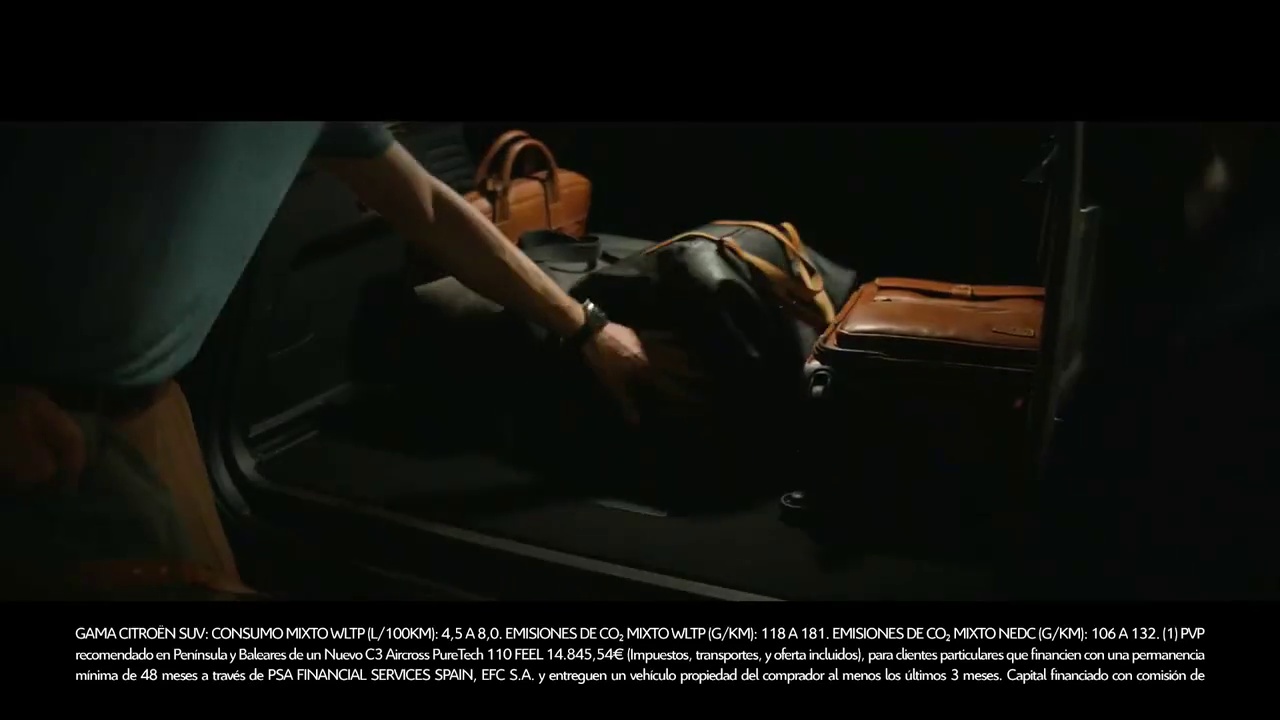 GAMA CITROËN SUV: CONSUMO MIXTO WLTP (L/100KM): 4,5 A 8,0. EMISIONES DE CO₂ MIXTO WLTP (G/KM): 118 A 181. EMISIONES DE CO₂ MIXTO NEDC (G/KM): 106 A 132. (1) PVP
recomendado en Península y Baleares de un Nuevo C3 Aircross PureTech 110 FEEL 14.845,54€ (Impuestos, transportes, y oferta incluidos), para clientes particulares que financien con una permanencia
mínima de 48 meses a través de PSA FINANCIAL SERVICES SPAIN, EFC S.A. y entreguen un vehículo propiedad del comprador al menos los últimos 3 meses. Capital financiado con comisión de